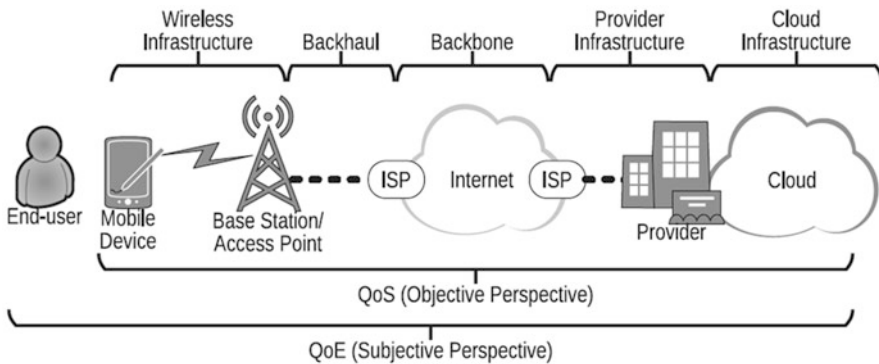 Wireless
Infrastructure
Backhaul
Backbone
Provider
Infrastructure
Cloud
Infrastructure
End-user
Mobile
Device
Base Station/
Access Point
ISP
Internet
ISP
Provider
Cloud
QoS (Objective Perspective)
QoE (Subjective Perspective)